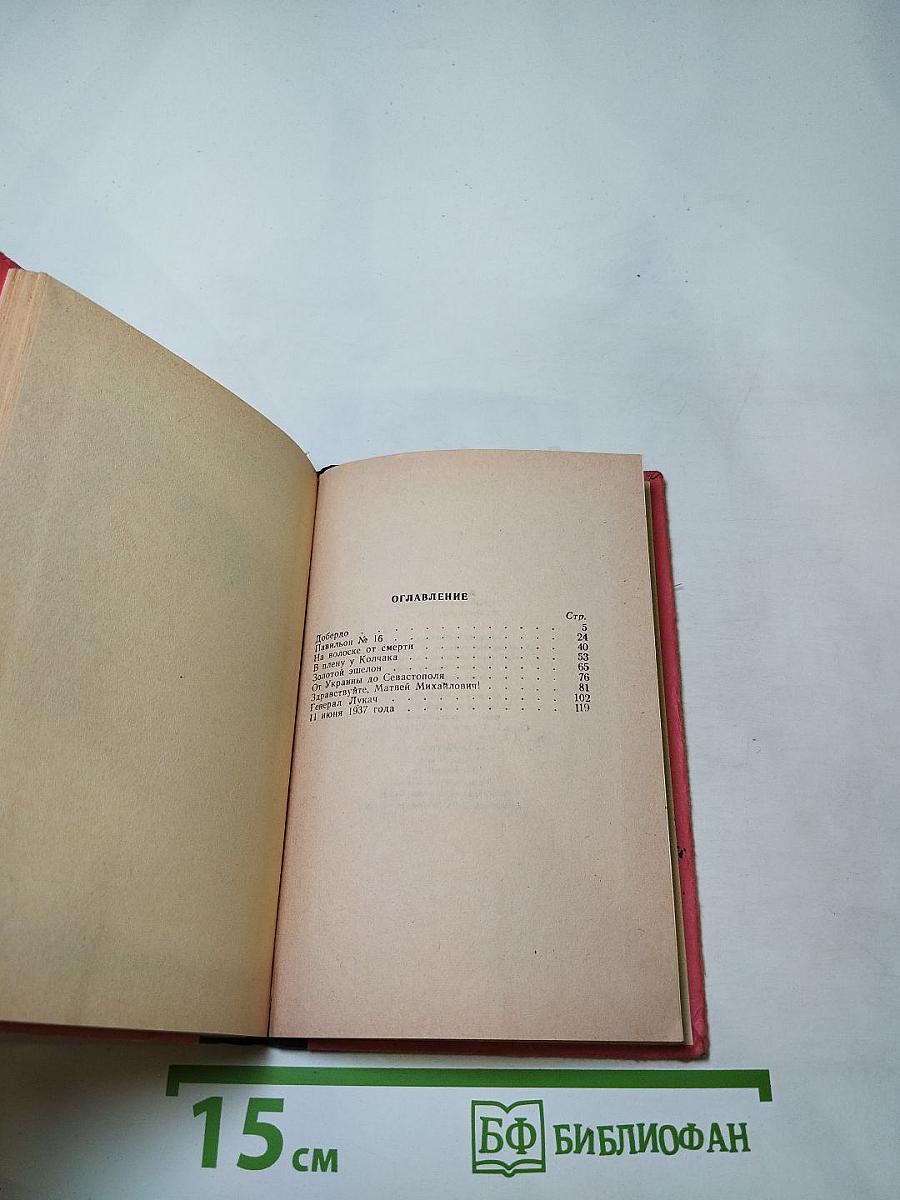 ОГЛАВЛЕНИЕ
Стр.
Добердо . . . . . . . . . . . . 5
Павильон № 16 . . . . . . . . . . 24
На волоске от смерти . . . . . . . . 40
В плену у Колчака . . . . . . . . . 53
Золотой эшелон . . . . . . . . . . 65
От Украины до Севастополя . . . . . . 76
Здравствуйте, Матвей Михайлович! . . . . 81
Генерал Лукач . . . . . . . . . . 102
11 июня 1937 года . . . . . . . . . 119
15 см
БФ БИБЛИОФАН